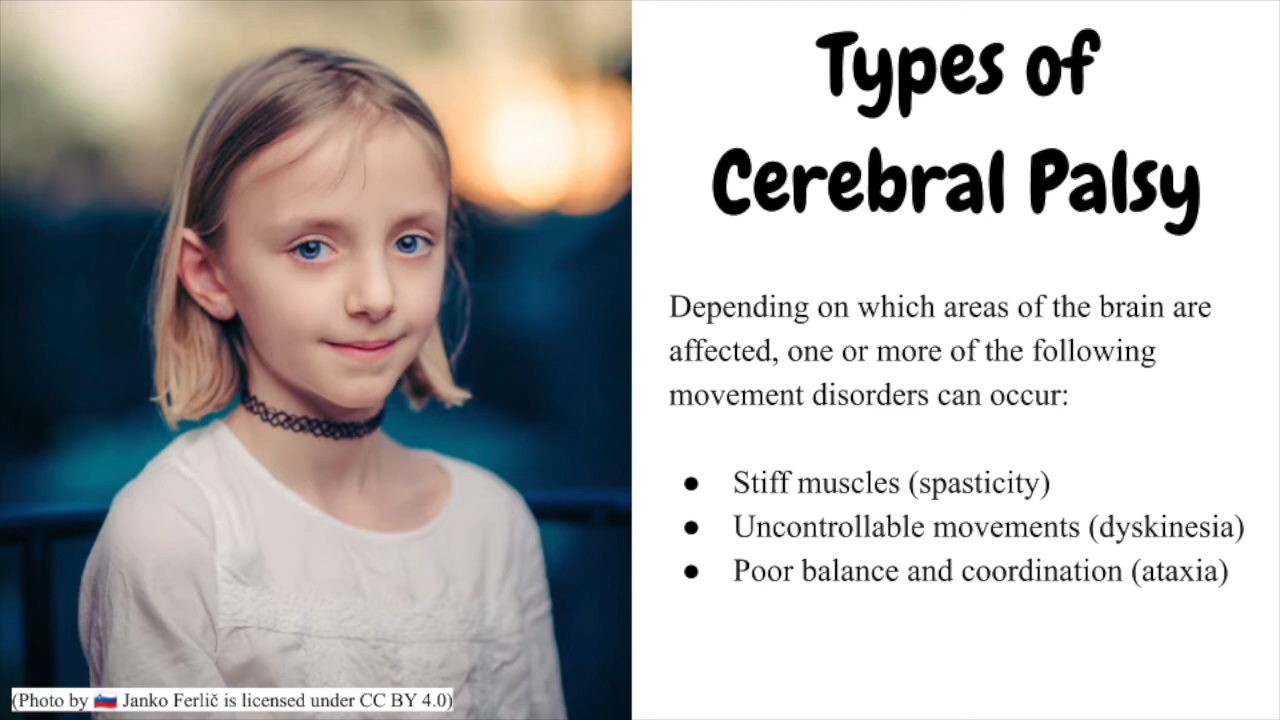 Types of
Cerebral Palsy
Depending on which areas of the brain are
affected, one or more of the following
movement disorders can occur:
● Stiff muscles (spasticity)
● Uncontrollable movements (dyskinesia)
● Poor balance and coordination (ataxia)
(Photo by 🇸🇮 Janko Ferlič is licensed under CC BY 4.0)